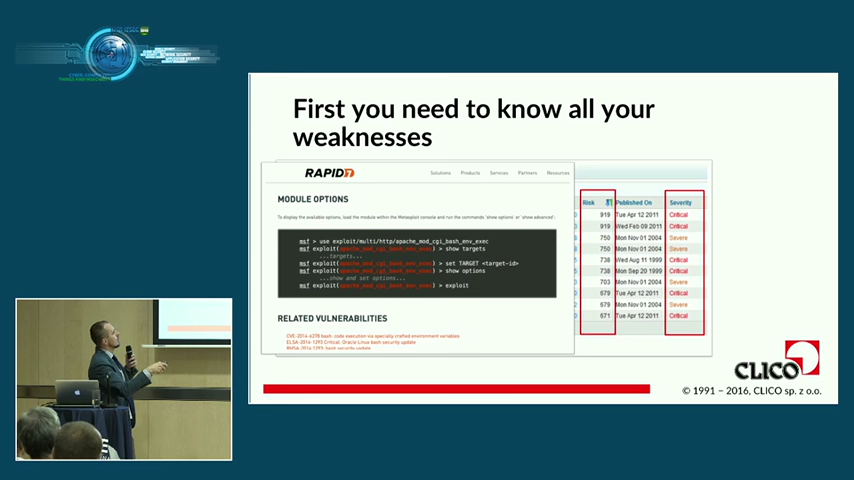 First you need to know all your
weaknesses
RAPID7
Solutions Products Services Partners Resources
MODULE OPTIONS
To display the available options, load the module within the Metasploit console and run the commands 'show options' or 'show advanced':
msf > use exploit/multi/http/apache_mod_cgi_bash_env_exec
msf exploit(apache_mod_cgi_bash_env_exec) > show targets
...targets...
msf exploit(apache_mod_cgi_bash_env_exec) > set TARGET <target-id>
msf exploit(apache_mod_cgi_bash_env_exec) > show options
...show and set options...
msf exploit(apache_mod_cgi_bash_env_exec) > exploit
RELATED VULNERABILITIES
CVE-2014-6278 bash: code execution via specially crafted environment variables
ELSA-2014-1293 Critical: Oracle Linux bash security update
RHSA-2014:1293: bash security update
Risk Published On Severity
919 Tue Apr 12 2011 Critical
919 Wed Feb 09 2011 Critical
750 Mon Nov 01 2004 Severe
750 Mon Nov 01 2004 Severe
738 Wed Aug 11 1999 Critical
738 Mon Sep 20 1999 Critical
703 Mon Nov 01 2004 Severe
679 Tue Apr 12 2011 Critical
679 Mon Nov 01 2004 Severe
671 Tue Apr 12 2011 Critical
CLICO
© 1991 – 2016, CLICO sp. z o.o.